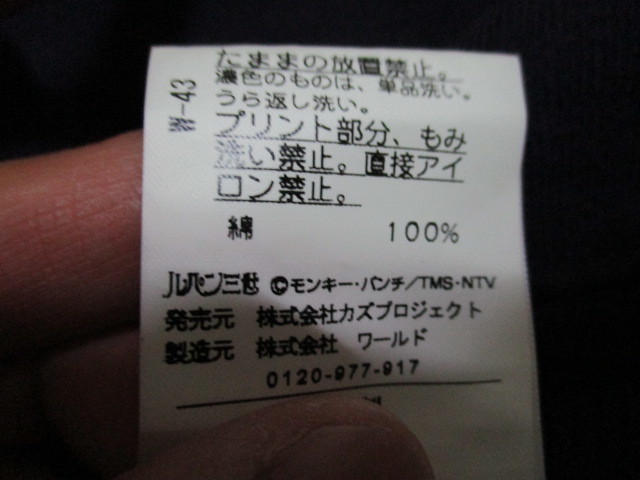 たままの放置禁止。
濃色のものは、単品洗い。
うら返し洗い。
プリント部分、もみ
洗い禁止。直接アイ
ロン禁止。
W-43
綿 100%
ルパン三世 ©モンキー・パンチ/TMS・NTV
発売元 株式会社カズプロジェクト
製造元 株式会社 ワールド
0120-977-917